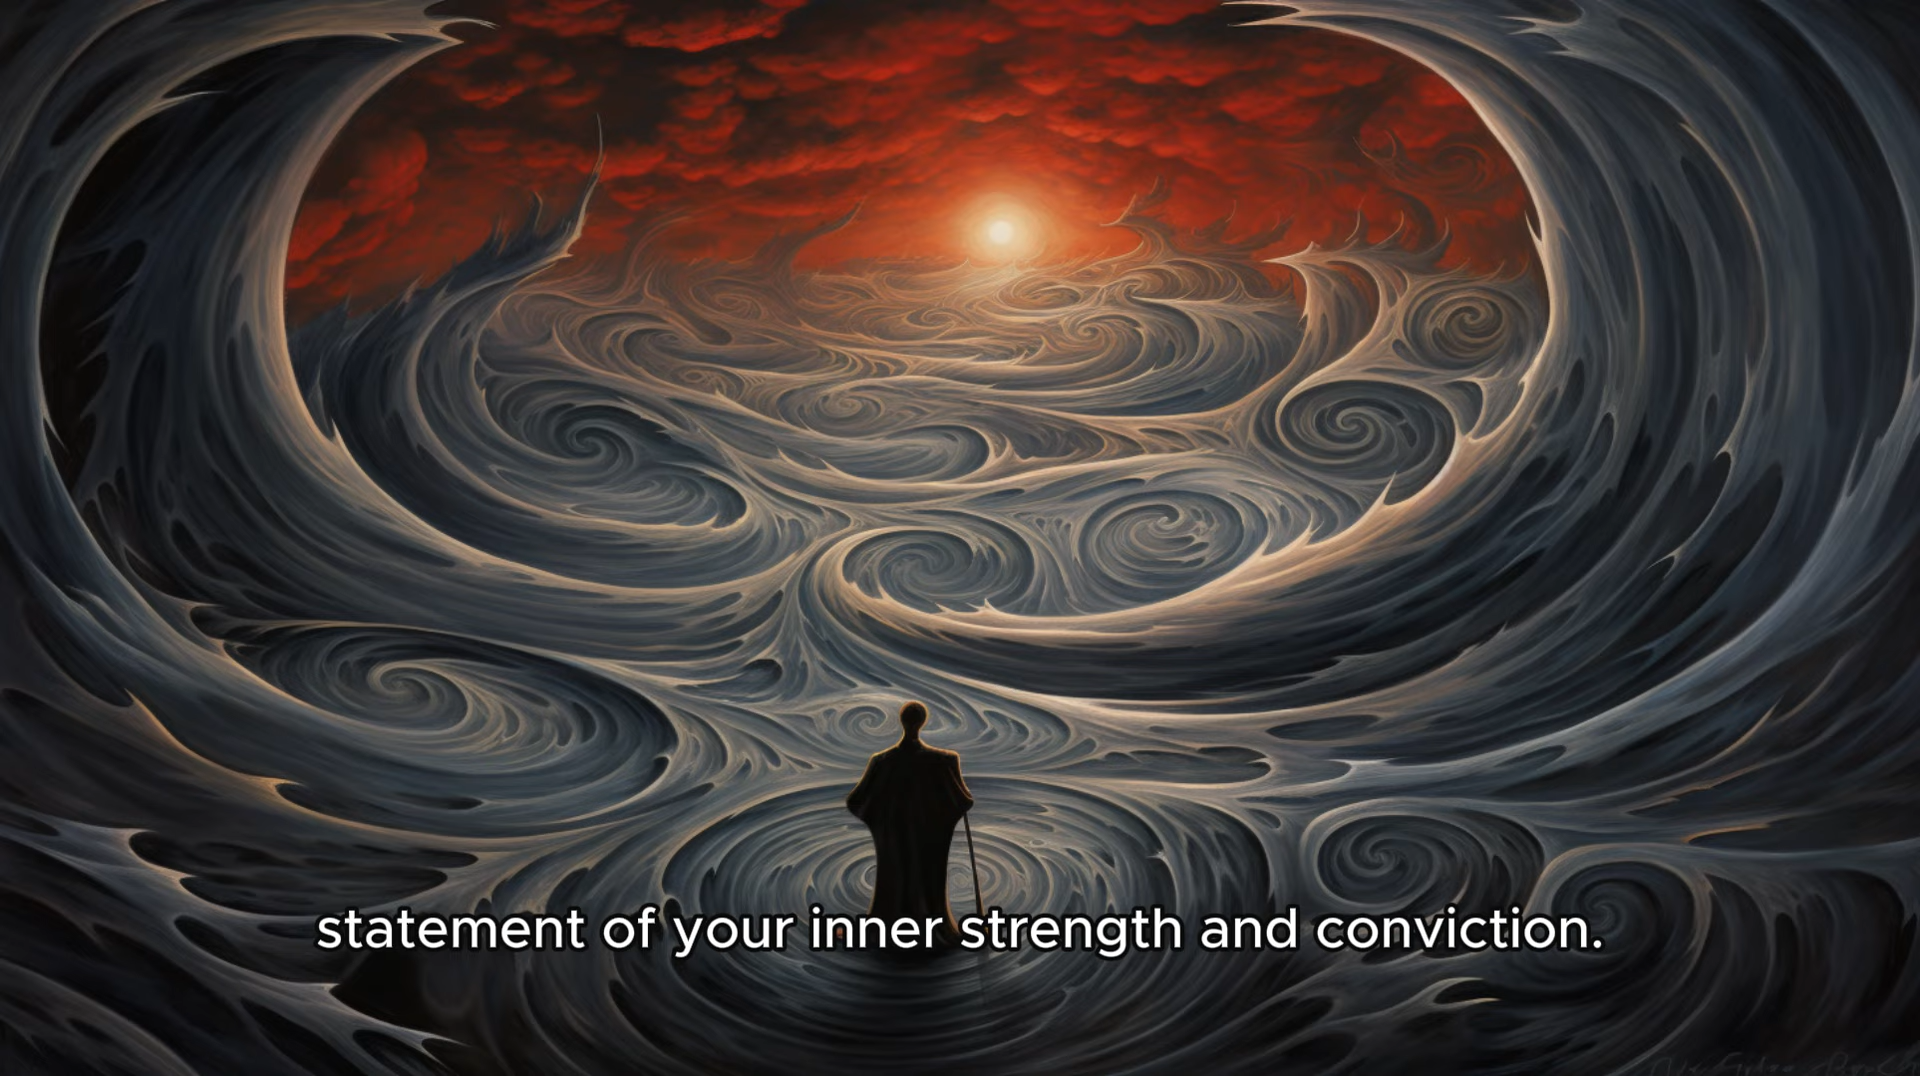 statement of your inner strength and conviction.